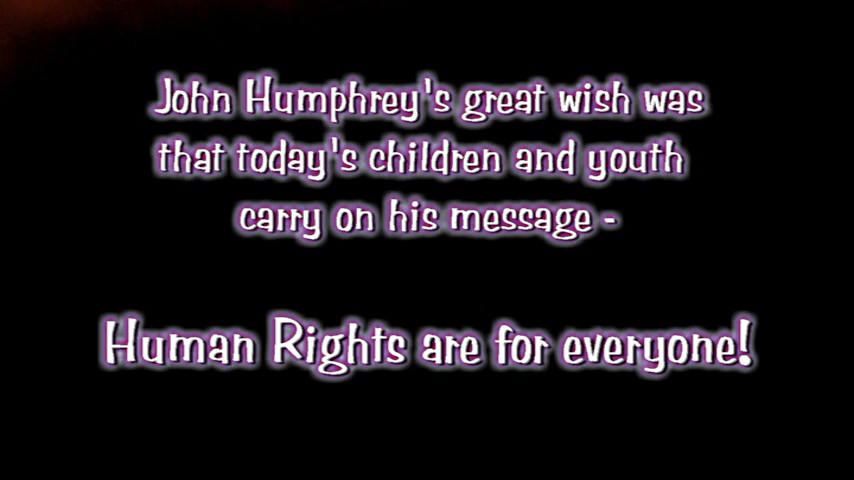 John Humphrey's great wish was
that today's children and youth
carry on his message -
Human Rights are for everyone!